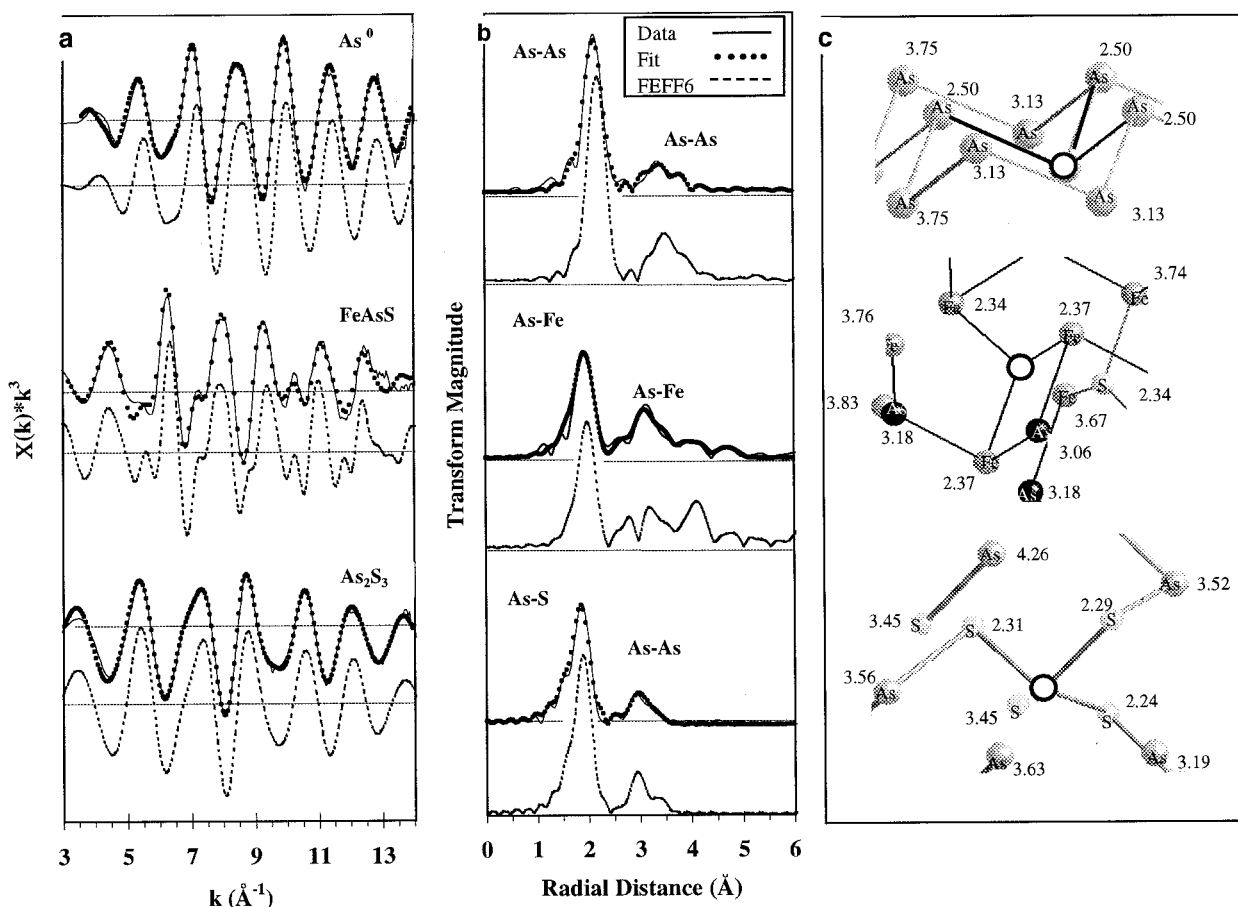 a
As⁰
FeAsS
As₂S₃
X(k)*k³
3 5 7 9 11 13
k (Å⁻¹)
b
Data
Fit
FEFF6
As-As
As-As
As-Fe
As-Fe
As-S
As-As
Transform Magnitude
0 1 2 3 4 5 6
Radial Distance (Å)
c
3.75
2.50
As
As
2.50
3.13
As
As
2.50
As
3.13
As
As
3.75
3.13
3.74
Fe
2.34
2.37
Fe
3.76
Fe
S
2.34
3.83
As
3.18
Fe
3.67
As
3.06
Fe
2.37
As
3.18
As
4.26
3.52
As
3.45
S
S
2.31
2.29
S
3.56
As
3.45
S
2.24
S
As
3.63
As
3.19